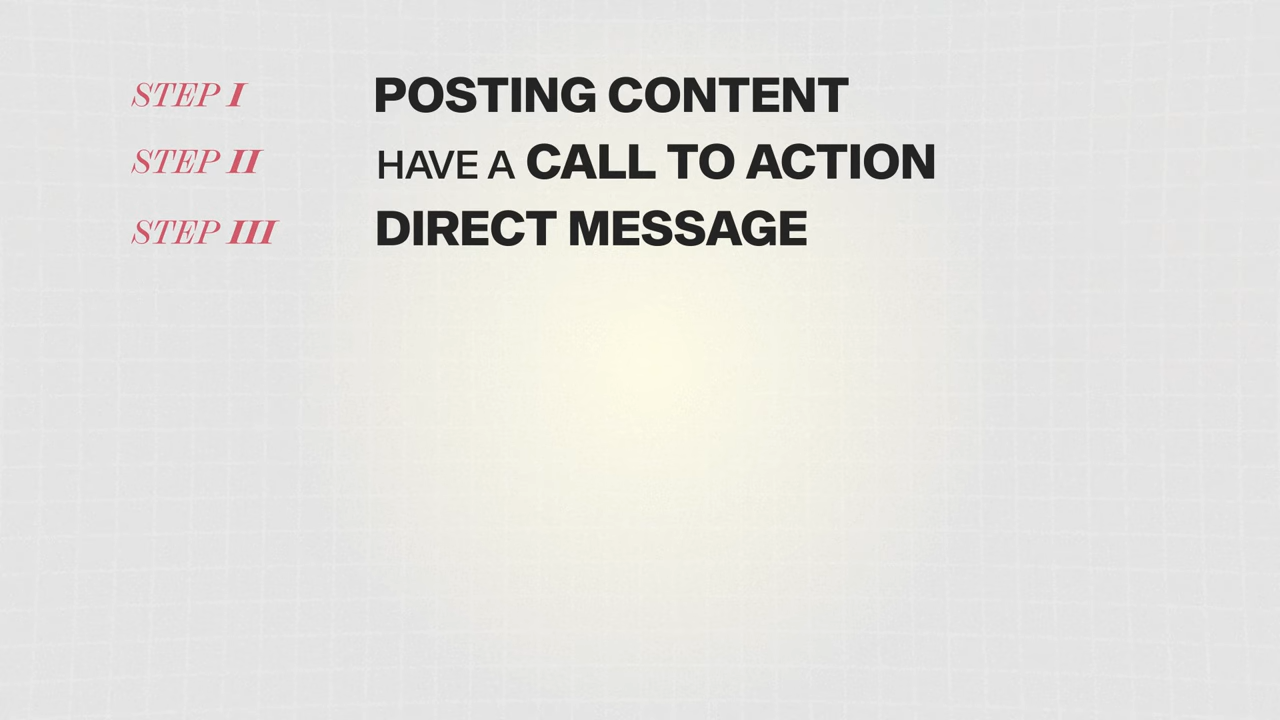 STEP I POSTING CONTENT
STEP II HAVE A CALL TO ACTION
STEP III DIRECT MESSAGE